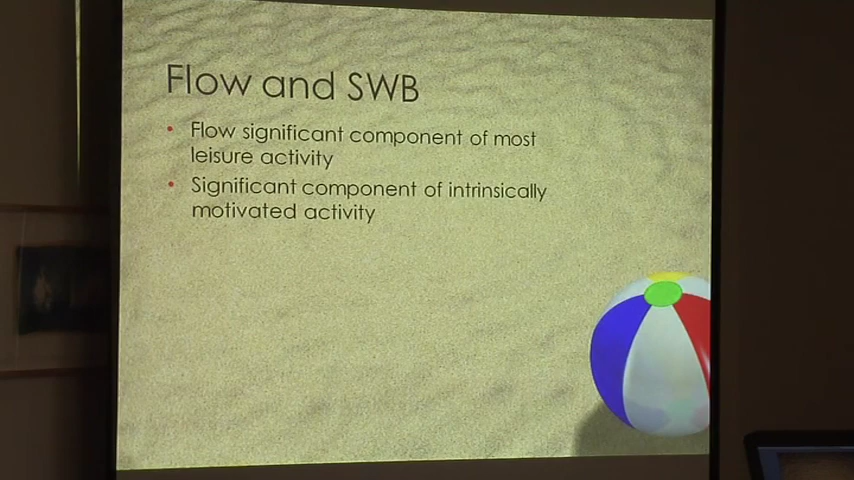 Flow and SWB
• Flow significant component of most
leisure activity
• Significant component of intrinsically
motivated activity